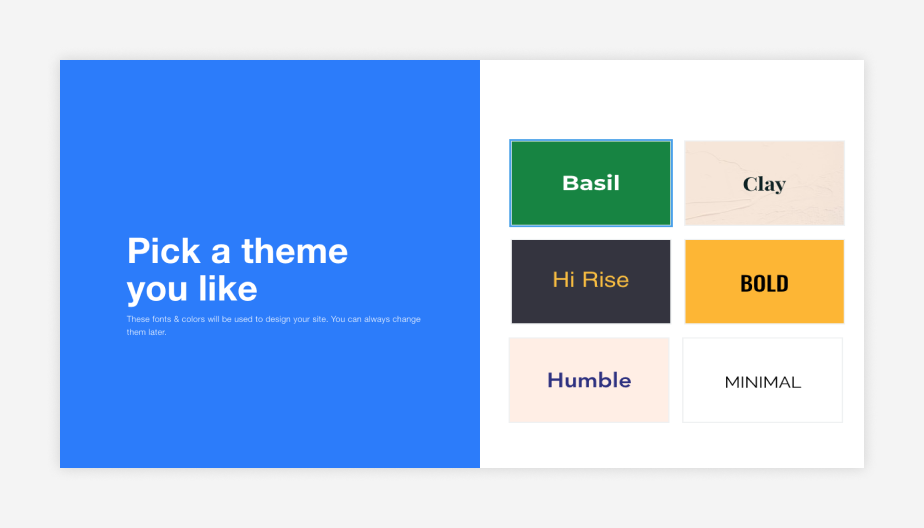 Pick a theme
you like
These fonts & colors will be used to design your site. You can always change
them later.
Basil
Clay
Hi Rise
BOLD
Humble
MINIMAL